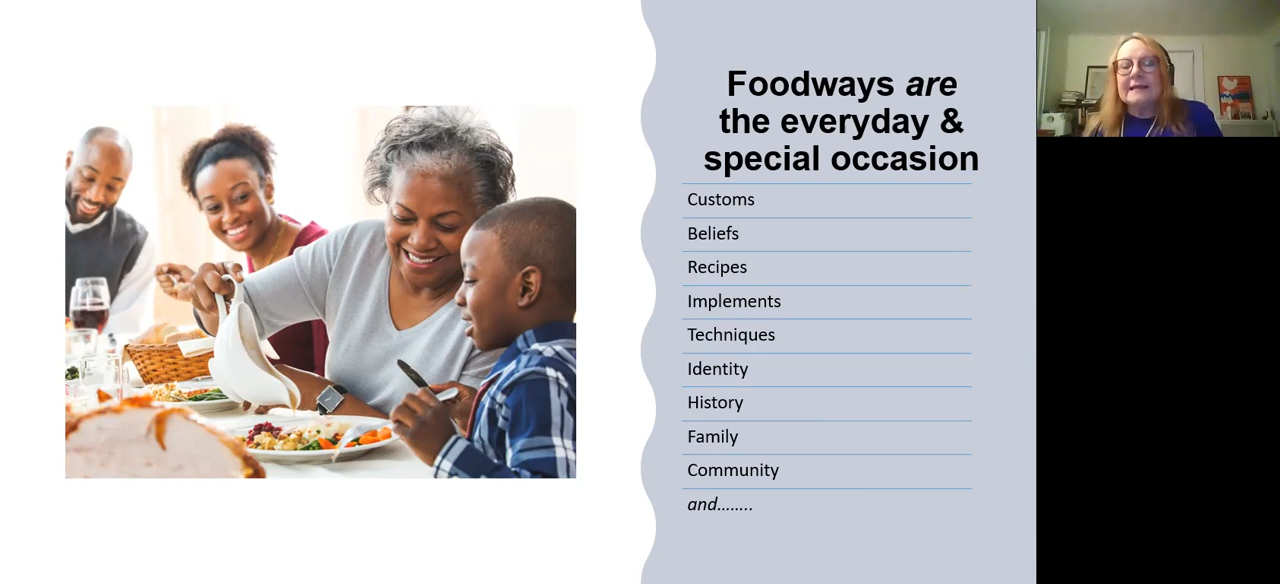 Foodways are
the everyday &
special occasion
Customs
Beliefs
Recipes
Implements
Techniques
Identity
History
Family
Community
and........